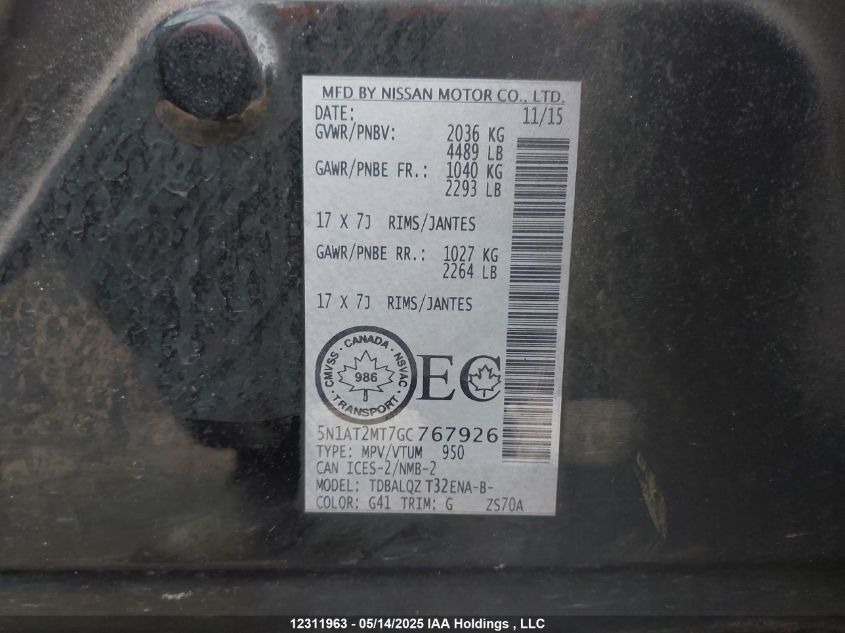 MFD BY NISSAN MOTOR CO., LTD.
DATE: 11/15
GVWR/PNBV: 2036 KG
4489 LB
GAWR/PNBE FR.: 1040 KG
2293 LB
17 X 7J RIMS/JANTES
GAWR/PNBE RR.: 1027 KG
2264 LB
17 X 7J RIMS/JANTES
CMVSS · CANADA · NSVAC · TRANSPORT ·
986
EC
5N1AT2MT7GC767926
TYPE: MPV/VTUM 950
CAN ICES-2/NMB-2
MODEL: TDBALQZ T32ENA-B-
COLOR: G41 TRIM: G ZS70A
12311963 - 05/14/2025 IAA Holdings , LLC